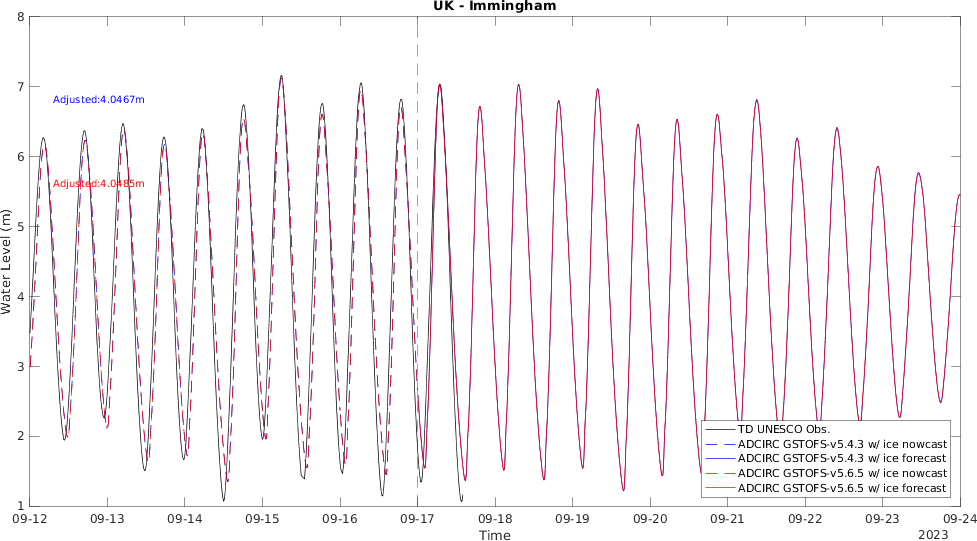 UK - Immingham
8
7
6
5
4
3
2
1
Water Level (m)
Adjusted:4.0467m
Adjusted:4.0485m
TD UNESCO Obs.
ADCIRC GSTOFS-v5.4.3 w/ ice nowcast
ADCIRC GSTOFS-v5.4.3 w/ ice forecast
ADCIRC GSTOFS-v5.6.5 w/ ice nowcast
ADCIRC GSTOFS-v5.6.5 w/ ice forecast
09-12 09-13 09-14 09-15 09-16 09-17 09-18 09-19 09-20 09-21 09-22 09-23 09-24
Time
2023